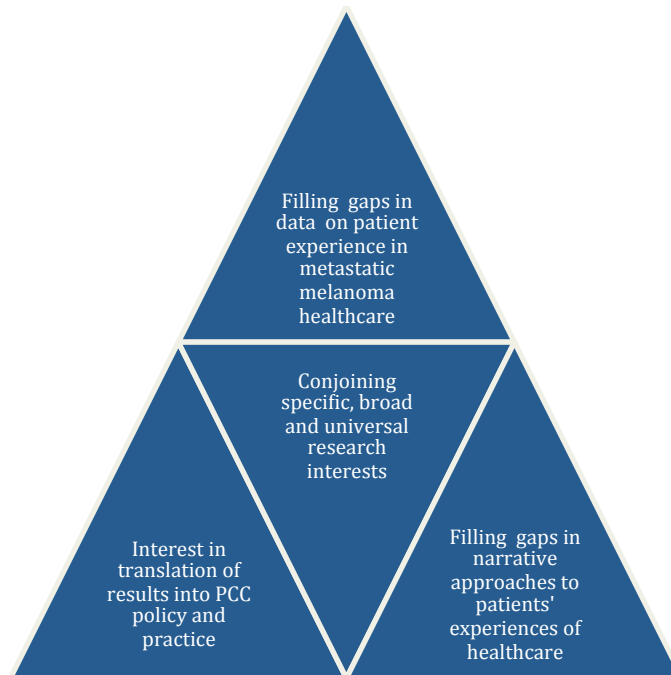 Filling gaps in
data on patient
experience in
metastatic
melanoma
healthcare
Conjoining
specific, broad
and universal
research
interests
Interest in
translation of
results into PCC
policy and
practice
Filling gaps in
narrative
approaches to
patients'
experiences of
healthcare